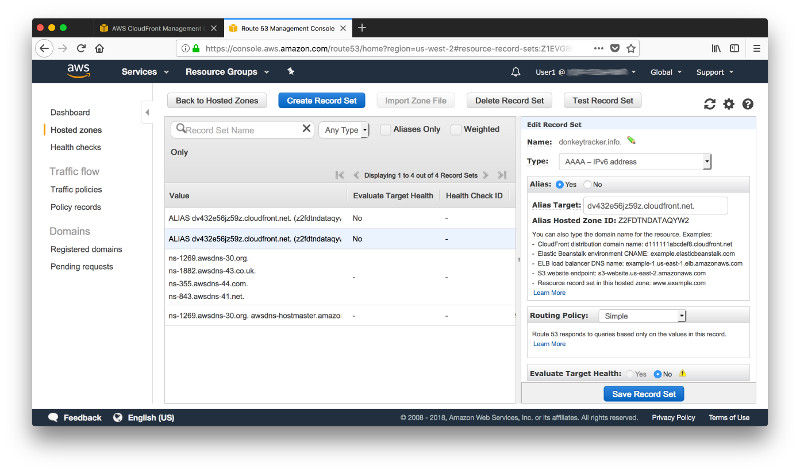 AWS CloudFront Management
Route 53 Management Console
https://console.aws.amazon.com/route53/home?region=us-west-2#resource-record-sets:Z1EVG
aws
Services
Resource Groups
User1 @
Global
Support
Dashboard
Hosted zones
Health checks
Traffic flow
Traffic policies
Policy records
Domains
Registered domains
Pending requests
Back to Hosted Zones
Create Record Set
Import Zone File
Delete Record Set
Test Record Set
Record Set Name
Any Type
Aliases Only
Weighted
Only
Displaying 1 to 4 out of 4 Record Sets
Value
Evaluate Target Health
Health Check ID
ALIAS dv432e56jz59z.cloudfront.net. (z2fdtndataqyw
No
-
ALIAS dv432e56jz59z.cloudfront.net. (z2fdtndataqyw
No
-
ns-1269.awsdns-30.org.
ns-1882.awsdns-43.co.uk.
ns-355.awsdns-44.com.
ns-843.awsdns-41.net.
-
-
ns-1269.awsdns-30.org. awsdns-hostmaster.amazo
-
-
Edit Record Set
Name: donkeytracker.info.
Type: AAAA – IPv6 address
Alias: Yes No
Alias Target: dv432e56jz59z.cloudfront.net.
Alias Hosted Zone ID: Z2FDTNDATAQYW2
You can also type the domain name for the resource. Examples:
- CloudFront distribution domain name: d111111abcdef8.cloudfront.net
- Elastic Beanstalk environment CNAME: example.elasticbeanstalk.com
- ELB load balancer DNS name: example-1.us-east-1.elb.amazonaws.com
- S3 website endpoint: s3-website.us-east-2.amazonaws.com
- Resource record set in this hosted zone: www.example.com
Learn More
Routing Policy: Simple
Route 53 responds to queries based only on the values in this record.
Learn More
Evaluate Target Health: Yes No
Save Record Set
Feedback
English (US)
© 2008 - 2018, Amazon Web Services, Inc. or its affiliates. All rights reserved.
Privacy Policy
Terms of Use